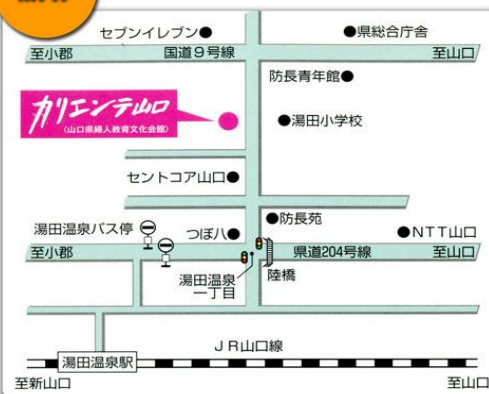 セブンイレブン●
●県総合庁舎
至小郡
国道9号線
至山口
防長青年館●
カリエンテ山口
(山口県婦人教育文化会館)
●湯田小学校
セントコア山口●
●防長苑
湯田温泉バス停
つぼ八●
●NTT山口
至小郡
県道204号線
至山口
湯田温泉
一丁目
陸橋
JR山口線
湯田温泉駅
至新山口
至山口